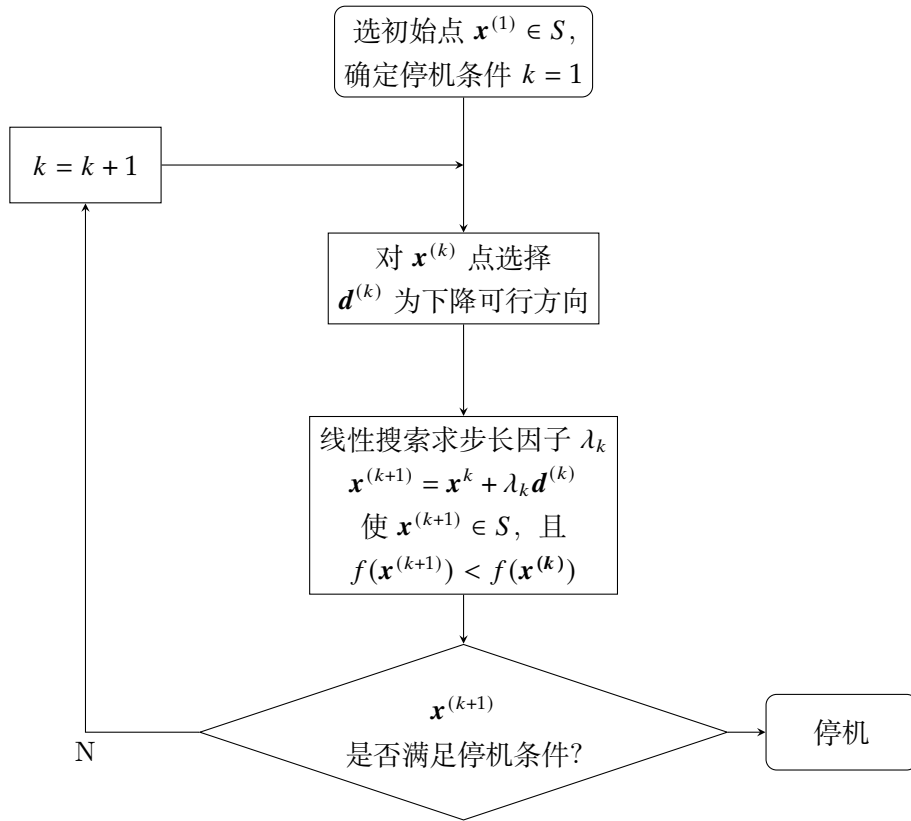 选初始点 𝒙^{(1)} ∈ S,
确定停机条件 k = 1
k = k + 1
对 𝒙^{(k)} 点选择
𝒅^{(k)} 为下降可行方向
线性搜索求步长因子 λ_k
𝒙^{(k+1)} = 𝒙^k + λ_k𝒅^{(k)}
使 𝒙^{(k+1)} ∈ S, 且
f(𝒙^{(k+1)}) < f(𝒙^{(𝐤)})
𝒙^{(k+1)}
是否满足停机条件?
N
停机